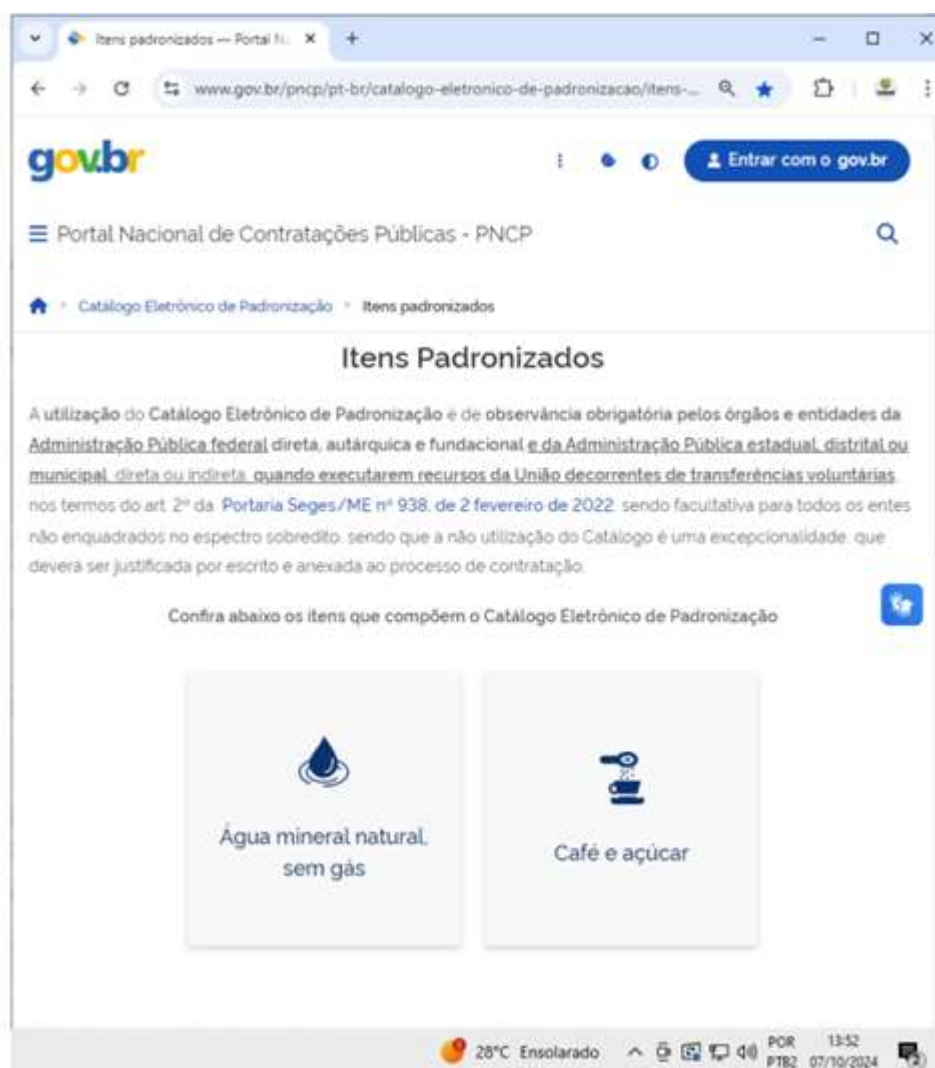 Itens padronizados — Portal N
www.gov.br/pncp/pt-br/catalogo-eletronico-de-padronizacao/itens-...
gov.br
Entrar com o gov.br
Portal Nacional de Contratações Públicas - PNCP
Catálogo Eletrônico de Padronização > Itens padronizados
Itens Padronizados
A utilização do Catálogo Eletrônico de Padronização é de observância obrigatória pelos órgãos e entidades da
Administração Pública federal direta, autárquica e fundacional e da Administração Pública estadual, distrital ou
municipal, direta ou indireta, quando executarem recursos da União decorrentes de transferências voluntárias,
nos termos do art. 2º da Portaria Seges/ME nº 938, de 2 fevereiro de 2022, sendo facultativa para todos os entes
não enquadrados no espectro sobredito, sendo que a não utilização do Catálogo é uma excepcionalidade, que
deverá ser justificada por escrito e anexada ao processo de contratação.
Confira abaixo os itens que compõem o Catálogo Eletrônico de Padronização
Água mineral natural,
sem gás
Café e açúcar
28°C Ensolarado
POR
PTB2
13:52
07/10/2024
2